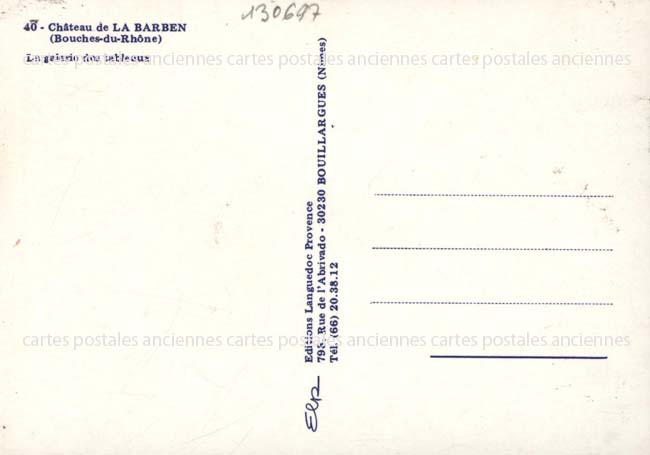 130697
40 - Château de LA BARBEN
(Bouches-du-Rhône)
La galerie des tableaux
cartes postales anciennes cartes postales anciennes cartes postales anciennes
Editions Languedoc Provence
793, Rue de l'Abrivado - 30230 BOUILLARGUES (Nîmes)
Tél. (66) 20.38.12
cartes postales anciennes cartes postales anciennes cartes postales anciennes